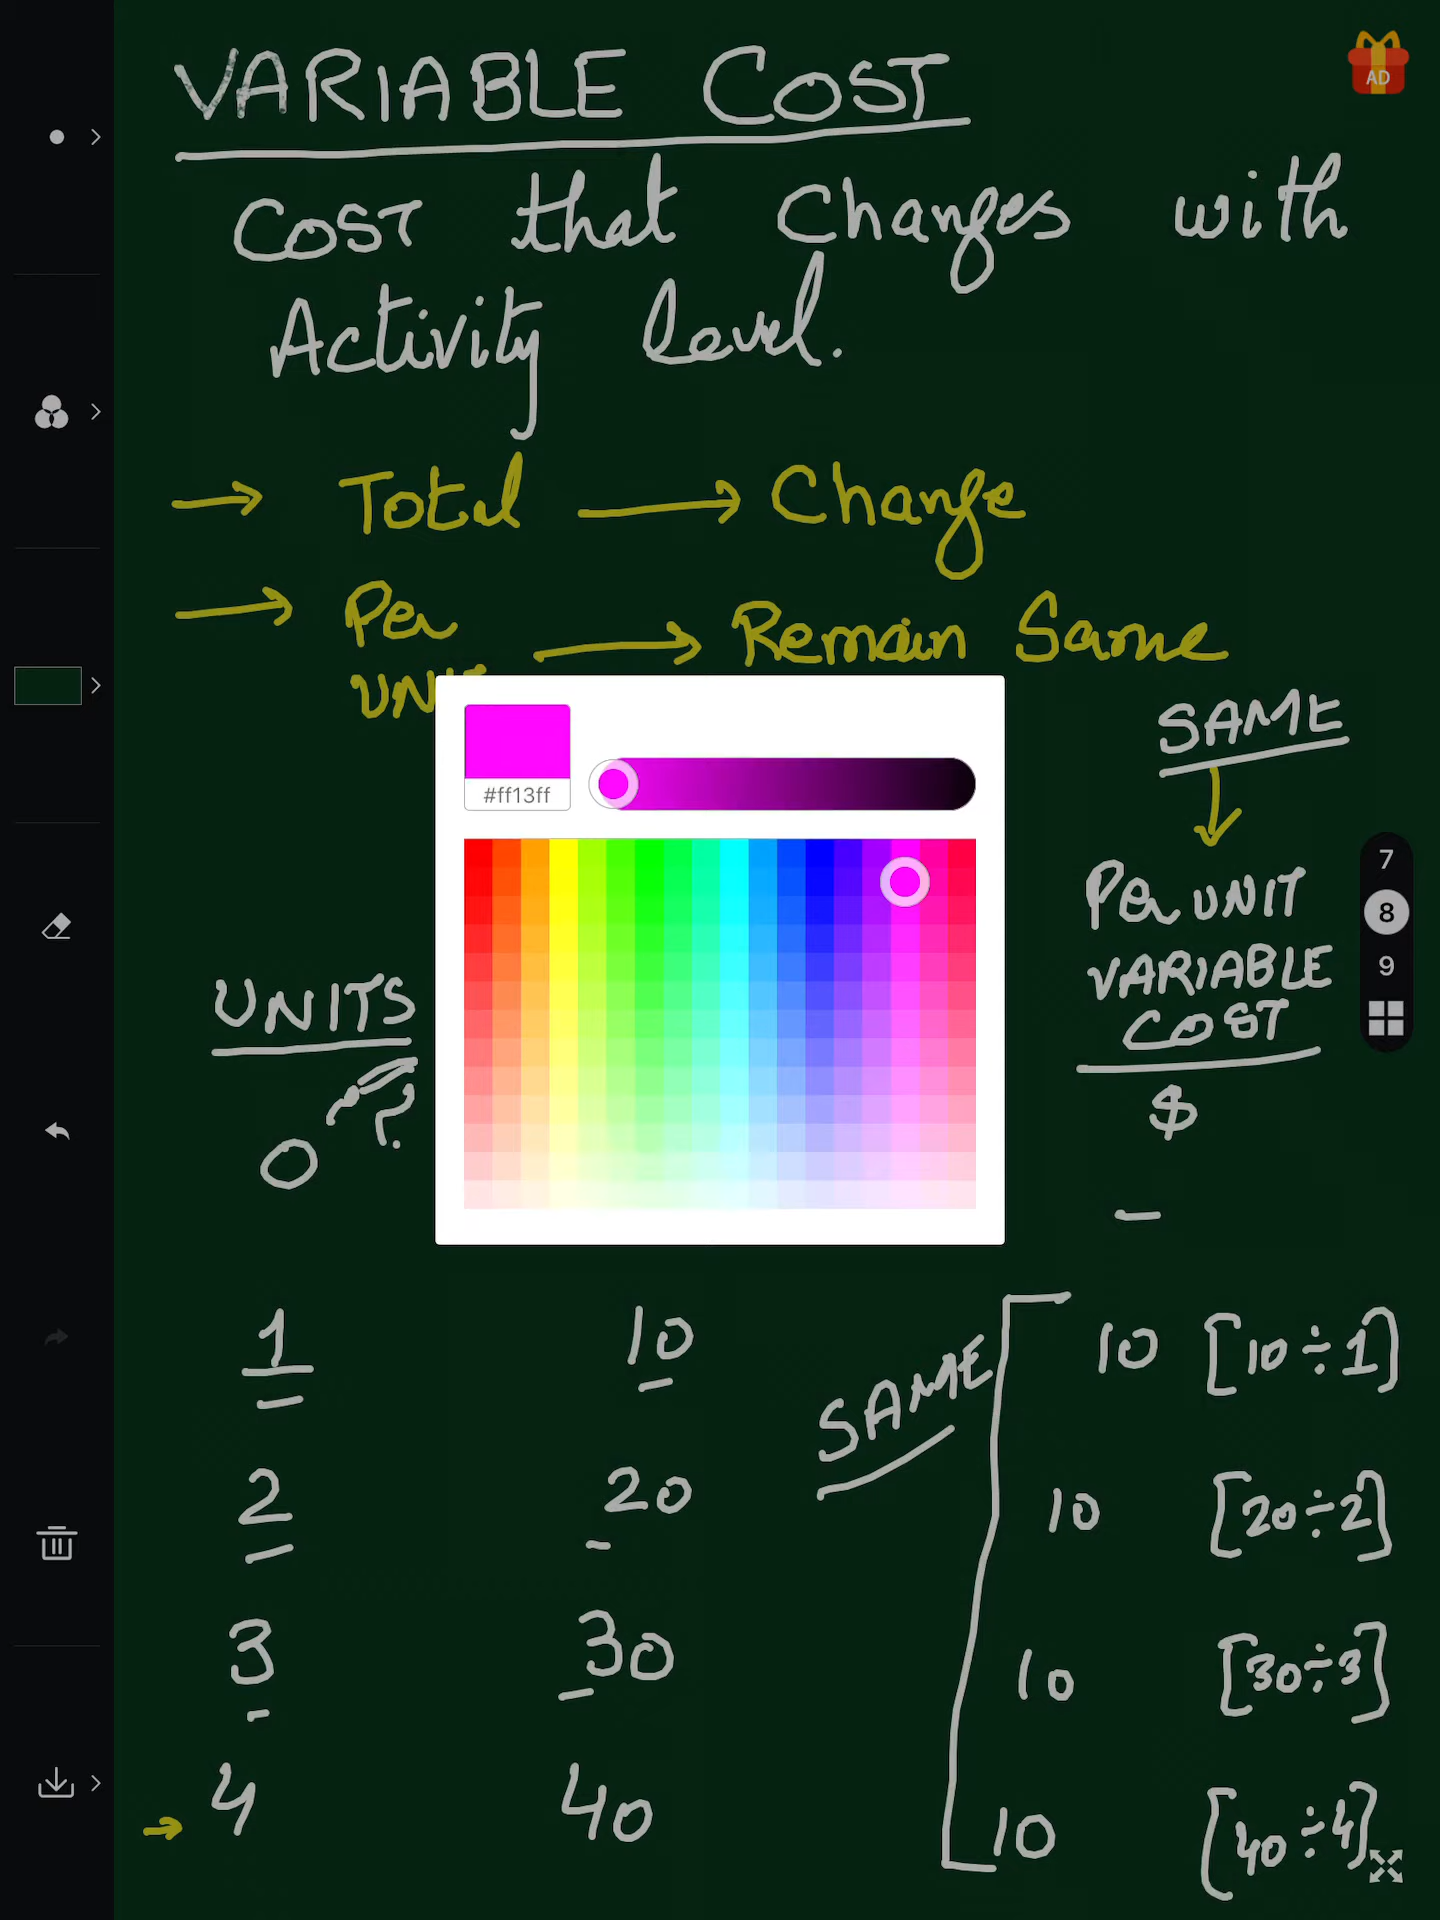 VARIABLE COST
AD
COST that Changes with
Activity level.
→ Total → Change
→ Per → Remain Same
UNIT
SAME
#ff13ff
Per UNIT
VARIABLE
COST
$
7
8
9
UNITS
0 ?
-
1 10 10 [10÷1]
SAME
2 20 10 [20÷2]
3 30 10 [30÷3]
→ 4 40 10 [40÷4]